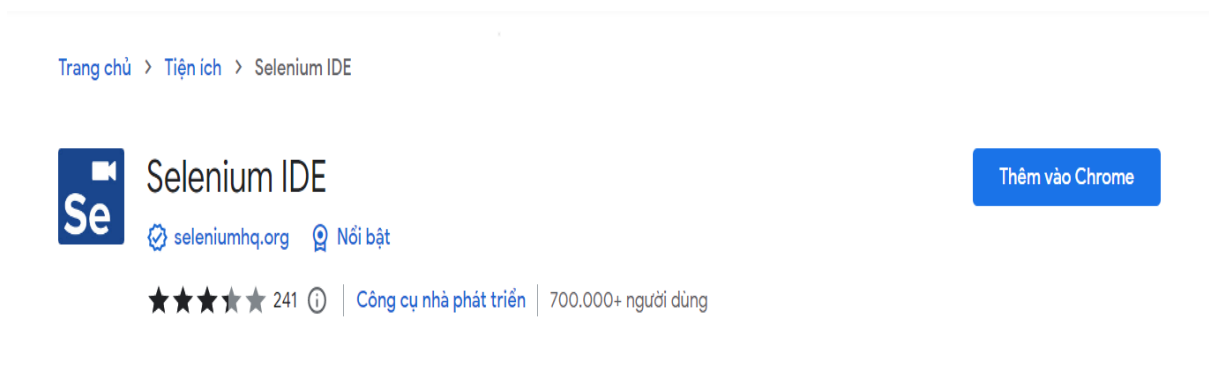 Trang chủ > Tiện ích > Selenium IDE
Se
Selenium IDE
Thêm vào Chrome
seleniumhq.org Nổi bật
241 Công cụ nhà phát triển 700.000+ người dùng